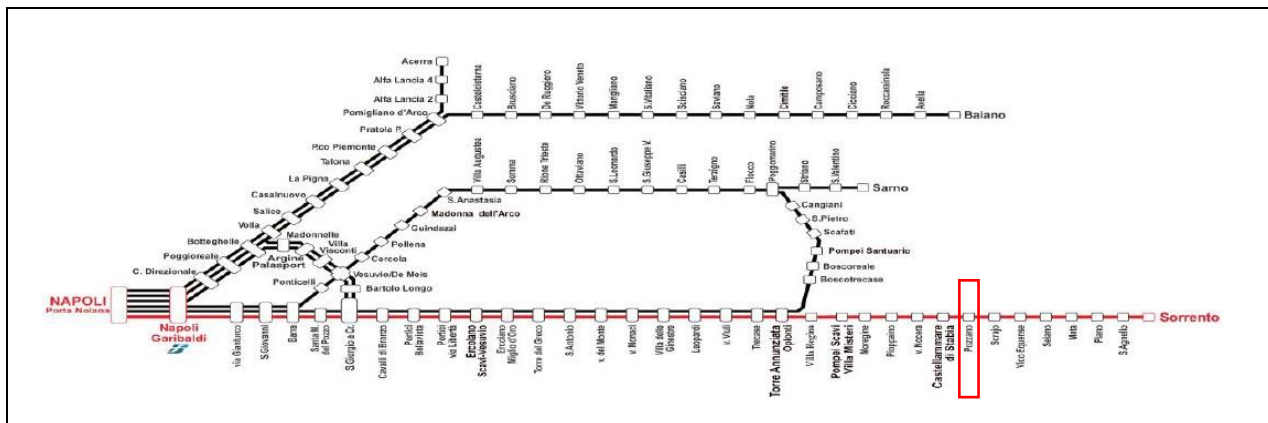 Acerra
Alfa Lancia 4
Alfa Lancia 2
Pomigliano d'Arco
Pratola P.
P.co Piemonte
Talona
La Pigna
Casalnuovo
Salice
Volla
Botteghelle
Poggioreale
C. Direzionale
Castelcisterna
Brusciano
De Ruggiero
Vittorio Veneto
Marigliano
S.Vitaliano
Scisciano
Saviano
Nola
Cimitile
Camposano
Cicciano
Roccarainola
Avella
Baiano
Madonnelle
Argine
Palasport
Villa
Visconti
Vesuvio/De Meis
Bartolo Longo
Ponticelli
Cercola
Pollena
Guindazzi
Madonna dell'Arco
S.Anastasia
Villa Augustea
Somma
Rione Trieste
Ottaviano
S.Leonardo
S.Giuseppe V.
Casilli
Terzigno
Flocco
Poggiomarino
Striano
S.Valentino
Sarno
Cangiani
S.Pietro
Scafati
Pompei Santuario
Boscoreale
Boscotrecase
NAPOLI
Porta Nolana
Napoli
Garibaldi
via Gianturco
S.Giovanni
Barra
Santa M.
del Pozzo
S.Giorgio a Cr.
Cavalli di Bronzo
Portici
Bellavista
Portici
via Libertà
Ercolano
Scavi-Vesuvio
Ercolano
Miglio d'Oro
Torre del Greco
S.Antonio
v. del Monte
v. Monaci
Villa delle
Ginestre
Leopardi
v. Viuli
Trecase
Torre Annunziata
Oplonti
Villa Regina
Pompei Scavi
Villa Misteri
Moregine
Pioppaino
v. Nocera
Castellammare
di Stabia
Pozzano
Scrajo
Vico Equense
Seiano
Meta
Piano
S.Agnello
Sorrento